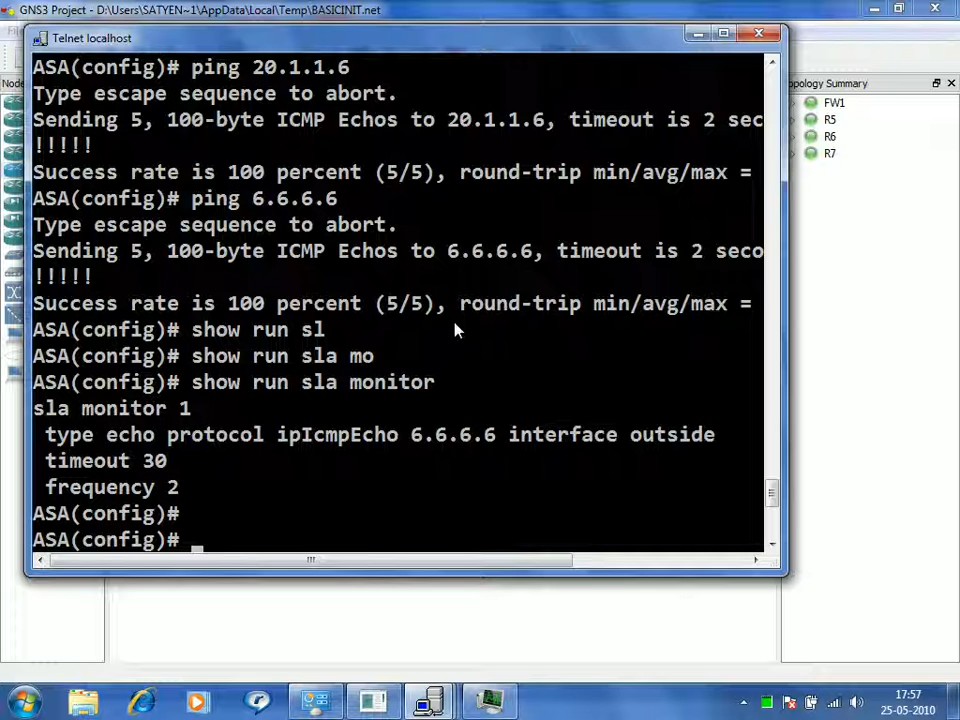 GNS3 Project - D:\Users\SATYEN~1\AppData\Local\Temp\BASICINIT.net
Telnet localhost
ASA(config)# ping 20.1.1.6
Type escape sequence to abort.
Sending 5, 100-byte ICMP Echos to 20.1.1.6, timeout is 2 sec
!!!!!
Success rate is 100 percent (5/5), round-trip min/avg/max =
ASA(config)# ping 6.6.6.6
Type escape sequence to abort.
Sending 5, 100-byte ICMP Echos to 6.6.6.6, timeout is 2 seco
!!!!!
Success rate is 100 percent (5/5), round-trip min/avg/max =
ASA(config)# show run sl
ASA(config)# show run sla mo
ASA(config)# show run sla monitor
sla monitor 1
type echo protocol ipIcmpEcho 6.6.6.6 interface outside
timeout 30
frequency 2
ASA(config)#
ASA(config)#
Node
opology Summary
FW1
R5
R6
R7
17:57
25-05-2010